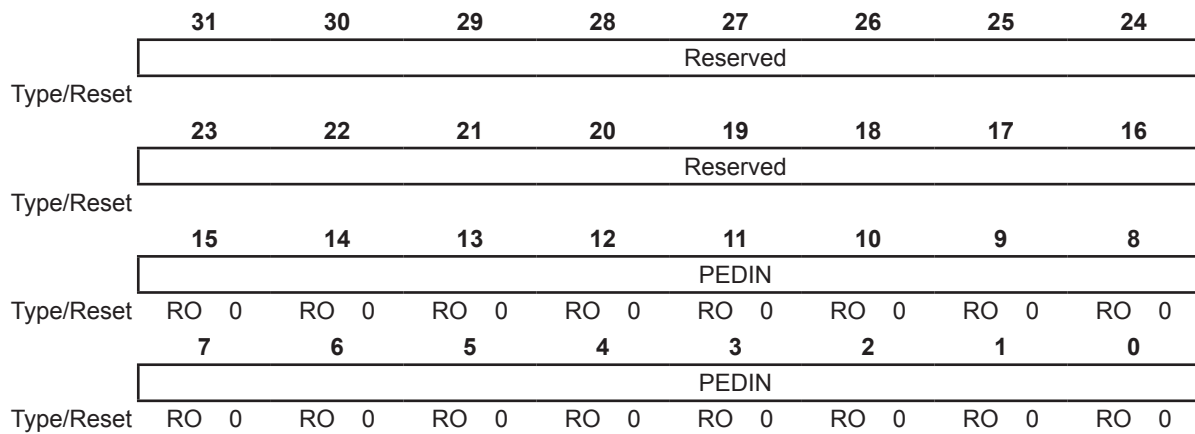 31 30 29 28 27 26 25 24
Reserved
Type/Reset
23 22 21 20 19 18 17 16
Reserved
Type/Reset
15 14 13 12 11 10 9 8
PEDIN
Type/Reset RO 0 RO 0 RO 0 RO 0 RO 0 RO 0 RO 0 RO 0
7 6 5 4 3 2 1 0
PEDIN
Type/Reset RO 0 RO 0 RO 0 RO 0 RO 0 RO 0 RO 0 RO 0